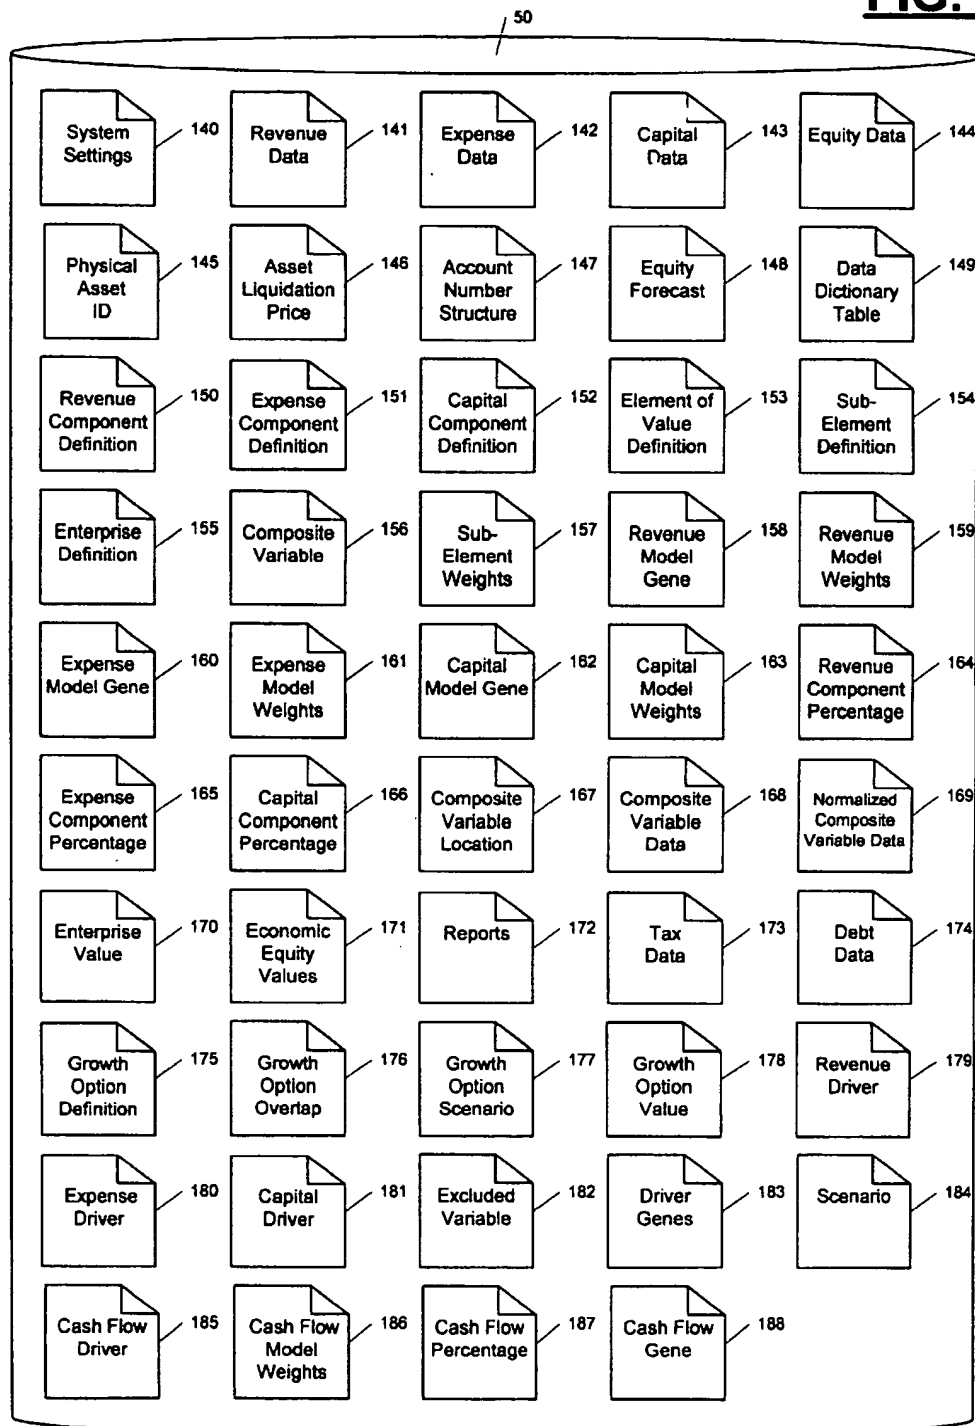 FIG.
50
System Settings 140
Revenue Data 141
Expense Data 142
Capital Data 143
Equity Data 144
Physical Asset ID 145
Asset Liquidation Price 146
Account Number Structure 147
Equity Forecast 148
Data Dictionary Table 149
Revenue Component Definition 150
Expense Component Definition 151
Capital Component Definition 152
Element of Value Definition 153
Sub-Element Definition 154
Enterprise Definition 155
Composite Variable 156
Sub-Element Weights 157
Revenue Model Gene 158
Revenue Model Weights 159
Expense Model Gene 160
Expense Model Weights 161
Capital Model Gene 162
Capital Model Weights 163
Revenue Component Percentage 164
Expense Component Percentage 165
Capital Component Percentage 166
Composite Variable Location 167
Composite Variable Data 168
Normalized Composite Variable Data 169
Enterprise Value 170
Economic Equity Values 171
Reports 172
Tax Data 173
Debt Data 174
Growth Option Definition 175
Growth Option Overlap 176
Growth Option Scenario 177
Growth Option Value 178
Revenue Driver 179
Expense Driver 180
Capital Driver 181
Excluded Variable 182
Driver Genes 183
Scenario 184
Cash Flow Driver 185
Cash Flow Model Weights 186
Cash Flow Percentage 187
Cash Flow Gene 188